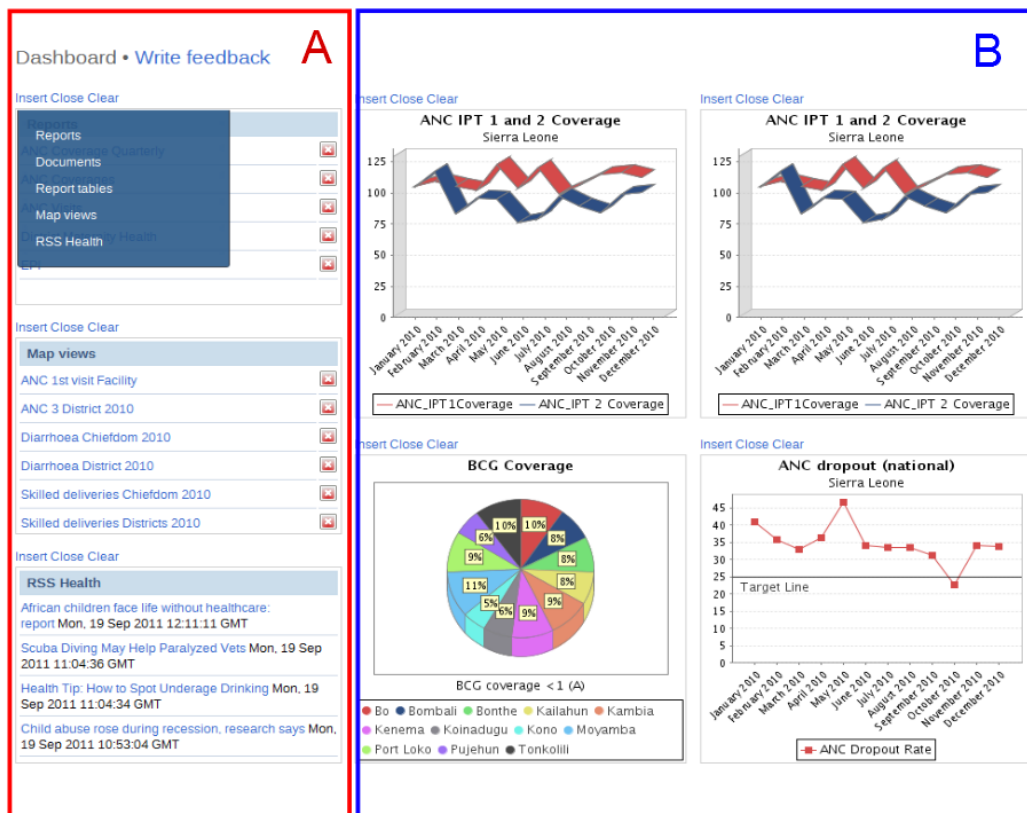 A
Dashboard • Write feedback
Insert Close Clear
Reports
Reports
Documents
ANC Coverage Quarterly
Report tables
ANC Coverages
Map views
ANC Visits
RSS Health
EPI
Insert Close Clear
Map views
ANC 1st visit Facility
ANC 3 District 2010
Diarrhoea Chiefdom 2010
Diarrhoea District 2010
Skilled deliveries Chiefdom 2010
Skilled deliveries Districts 2010
Insert Close Clear
RSS Health
African children face life without healthcare:
report Mon, 19 Sep 2011 12:11:11 GMT
Scuba Diving May Help Paralyzed Vets Mon, 19 Sep
2011 11:04:36 GMT
Health Tip: How to Spot Underage Drinking Mon, 19
Sep 2011 11:04:34 GMT
Child abuse rose during recession, research says Mon,
19 Sep 2011 10:53:04 GMT
B
Insert Close Clear
ANC IPT 1 and 2 Coverage
Sierra Leone
125
100
75
50
25
0
January 2010
February 2010
March 2010
April 2010
May 2010
June 2010
July 2010
August 2010
September 2010
October 2010
November 2010
December 2010
ANC_IPT1Coverage ANC_IPT 2 Coverage
Insert Close Clear
ANC IPT 1 and 2 Coverage
Sierra Leone
125
100
75
50
25
0
January 2010
February 2010
March 2010
April 2010
May 2010
June 2010
July 2010
August 2010
September 2010
October 2010
November 2010
December 2010
ANC_IPT1Coverage ANC_IPT 2 Coverage
Insert Close Clear
BCG Coverage
10%
10%
8%
8%
8%
9%
9%
6%
5%
11%
9%
6%
BCG coverage <1 (A)
Bo Bombali Bonthe Kailahun Kambia
Kenema Koinadugu Kono Moyamba
Port Loko Pujehun Tonkolili
Insert Close Clear
ANC dropout (national)
Sierra Leone
45
40
35
30
25
20
15
10
5
0
Target Line
January 2010
February 2010
March 2010
April 2010
May 2010
June 2010
July 2010
August 2010
September 2010
October 2010
November 2010
December 2010
ANC Dropout Rate